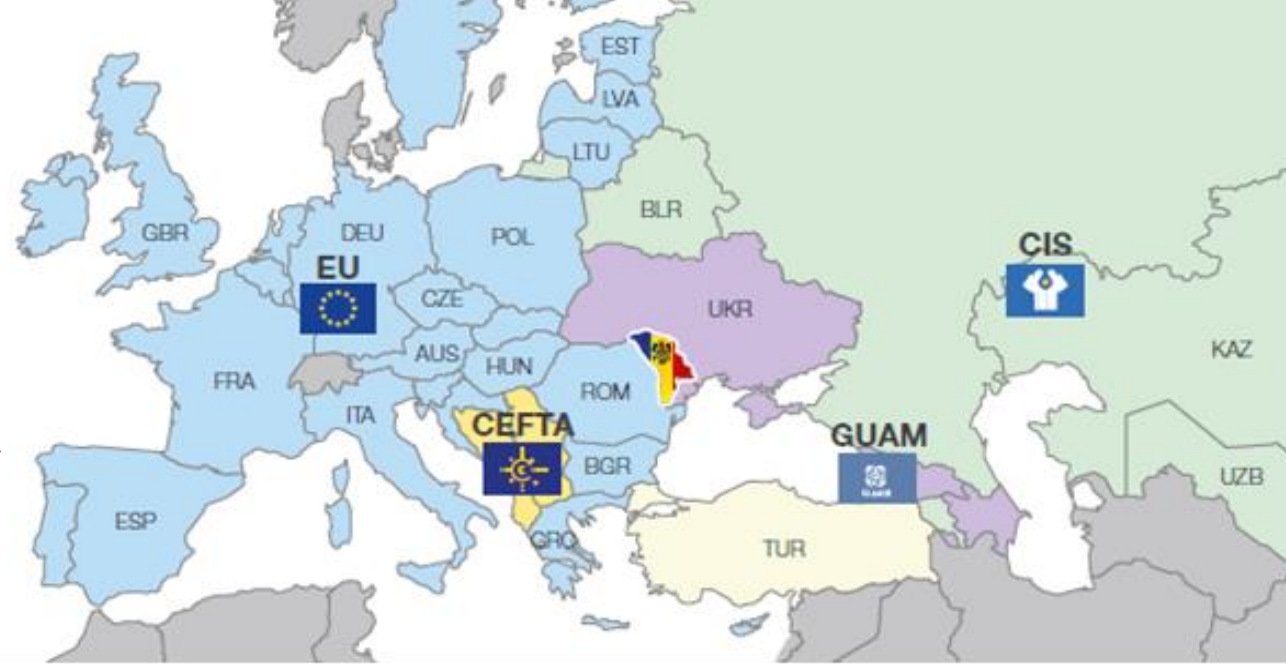 EST
LVA
LTU
BLR
GBR
DEU
POL
CIS
EU
CZE
UKR
KAZ
AUS
HUN
FRA
ROM
ITA
CEFTA
GUAM
BGR
UZB
ESP
GRC
TUR